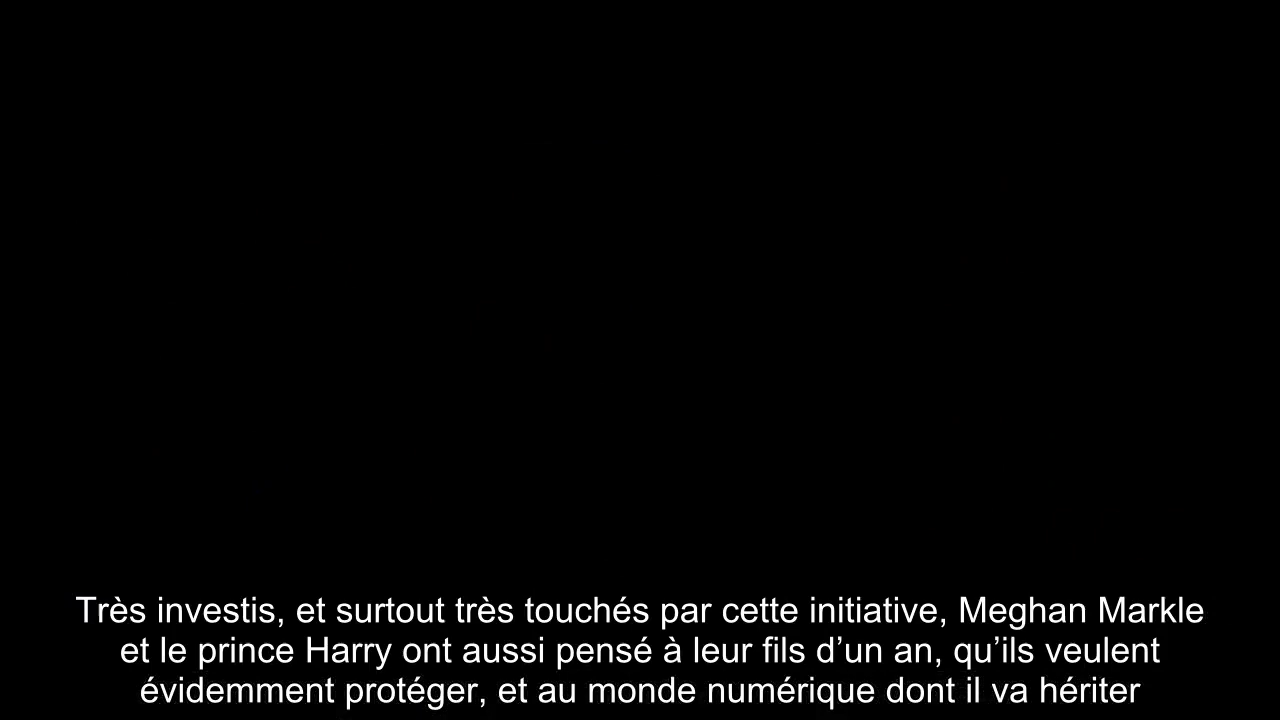 Très investis, et surtout très touchés par cette initiative, Meghan Markle
et le prince Harry ont aussi pensé à leur fils d’un an, qu’ils veulent
évidemment protéger, et au monde numérique dont il va hériter